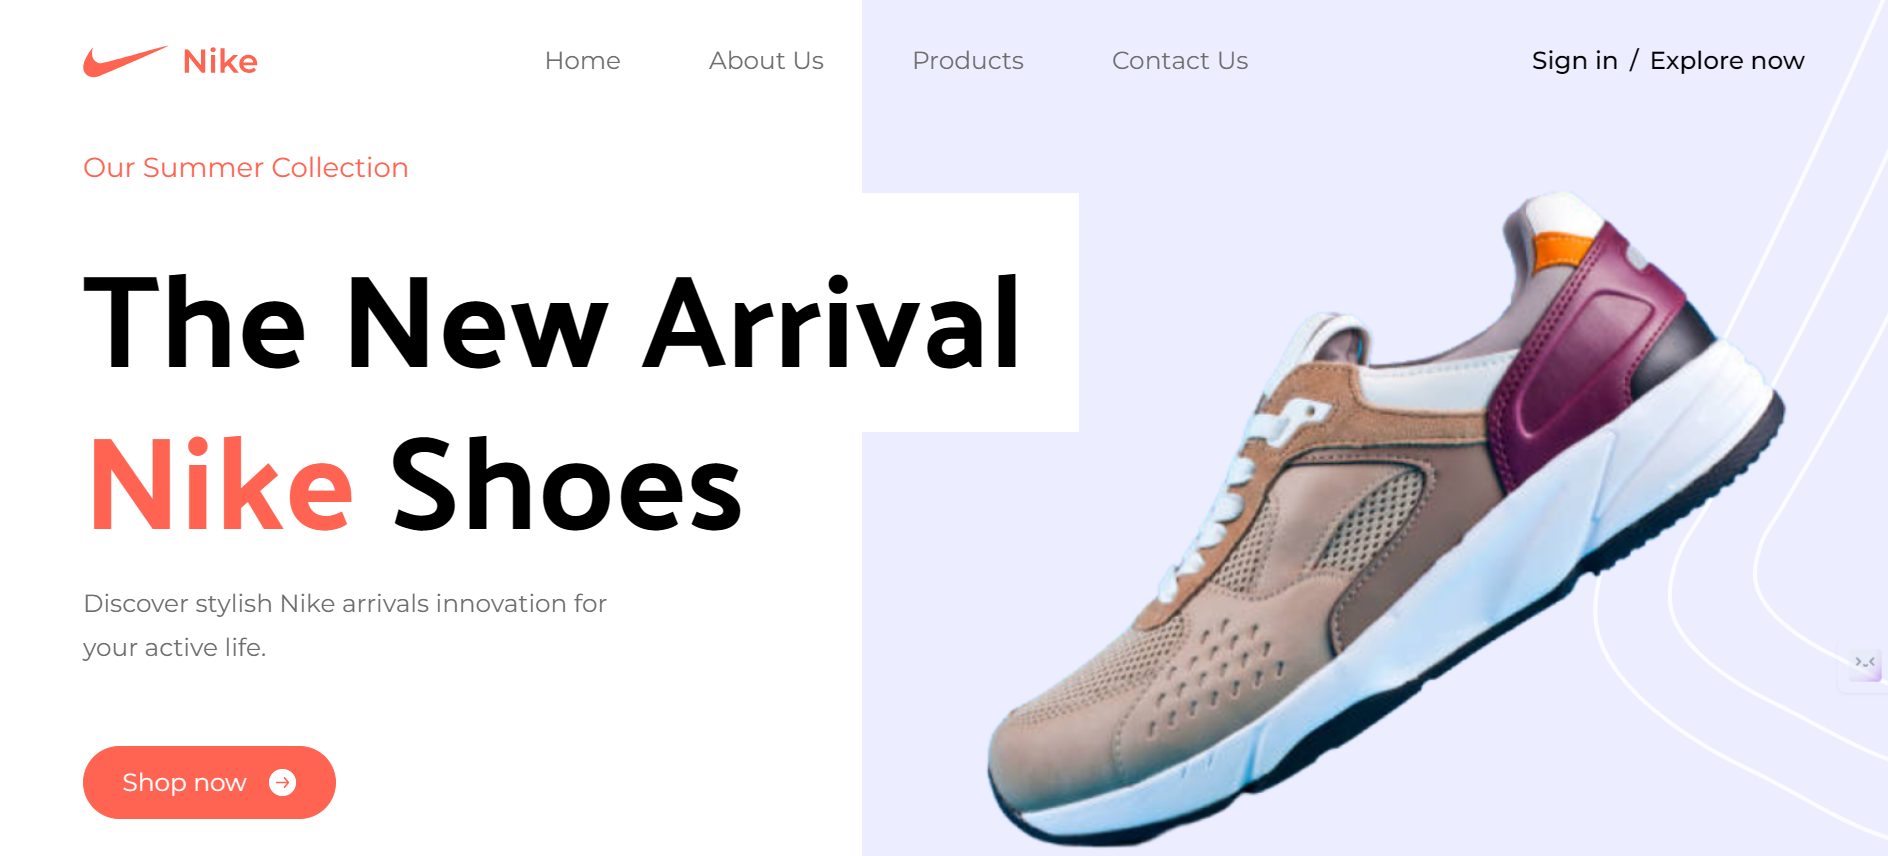 Nike
Home
About Us
Products
Contact Us
Sign in / Explore now
Our Summer Collection
The New Arrival
Nike Shoes
Discover stylish Nike arrivals innovation for
your active life.
Shop now